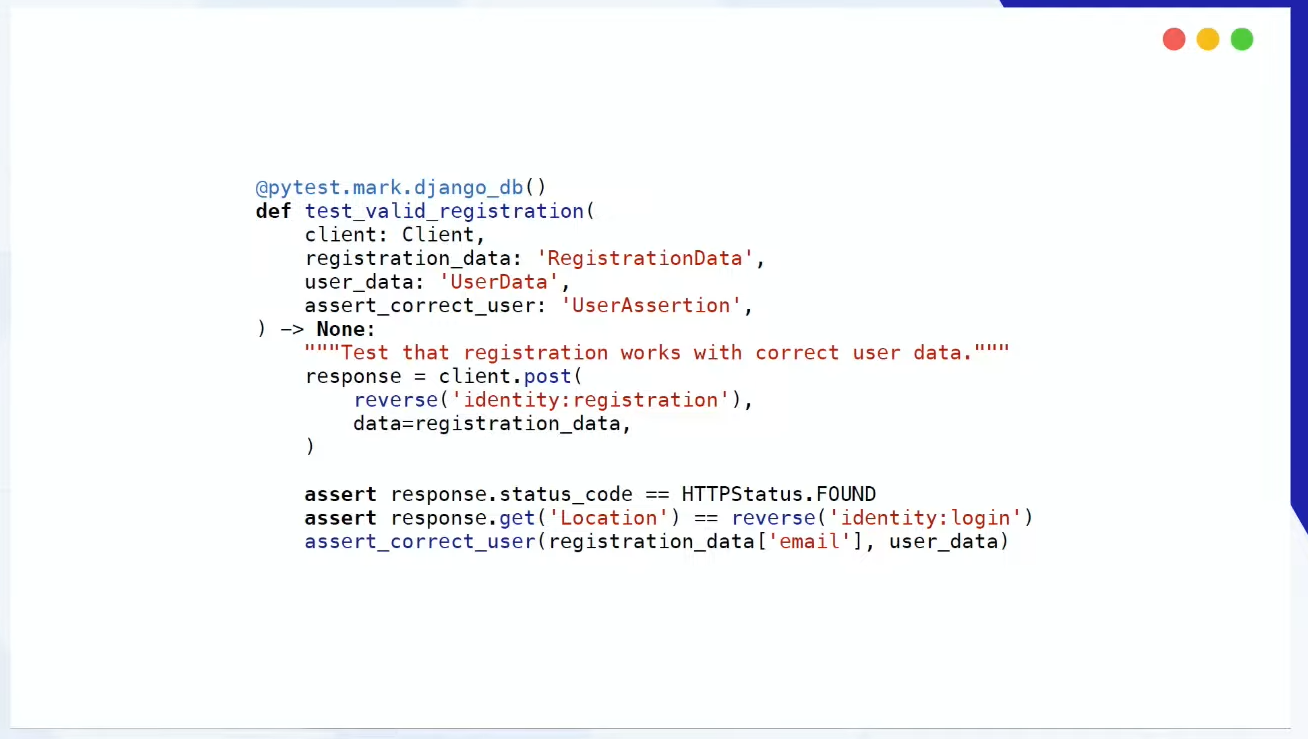 @pytest.mark.django_db()
def test_valid_registration(
    client: Client,
    registration_data: 'RegistrationData',
    user_data: 'UserData',
    assert_correct_user: 'UserAssertion',
) -> None:
    """Test that registration works with correct user data."""
    response = client.post(
        reverse('identity:registration'),
        data=registration_data,
    )

    assert response.status_code == HTTPStatus.FOUND
    assert response.get('Location') == reverse('identity:login')
    assert_correct_user(registration_data['email'], user_data)